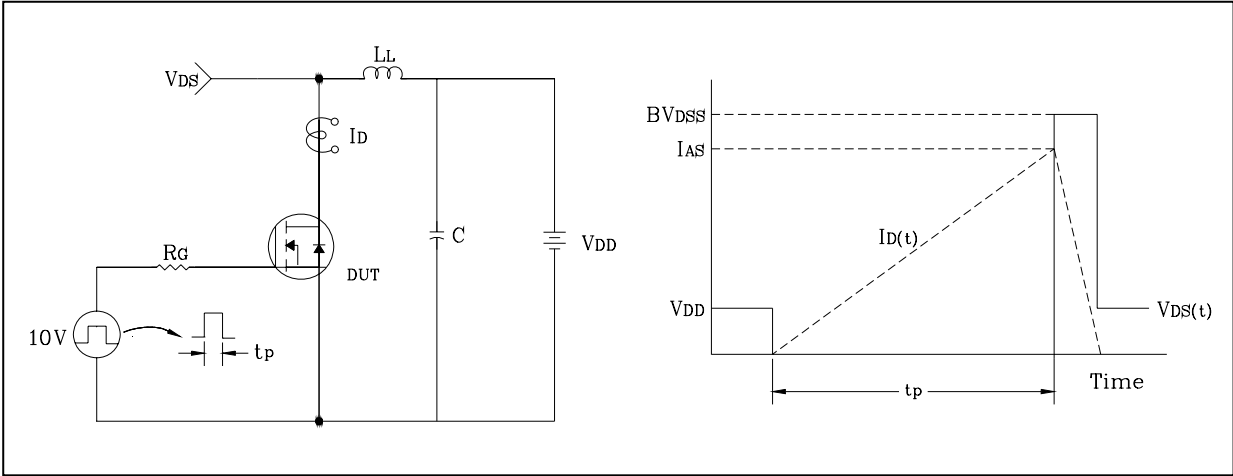 LL
VDS
ID
RG
DUT
C
VDD
10V
tp
BVDSS
IAS
ID(t)
VDD
VDS(t)
Time
tp